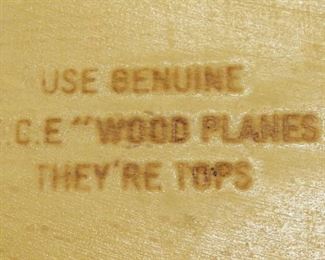 USE GENUINE
.C.E "WOOD PLANES
THEY'RE TOPS